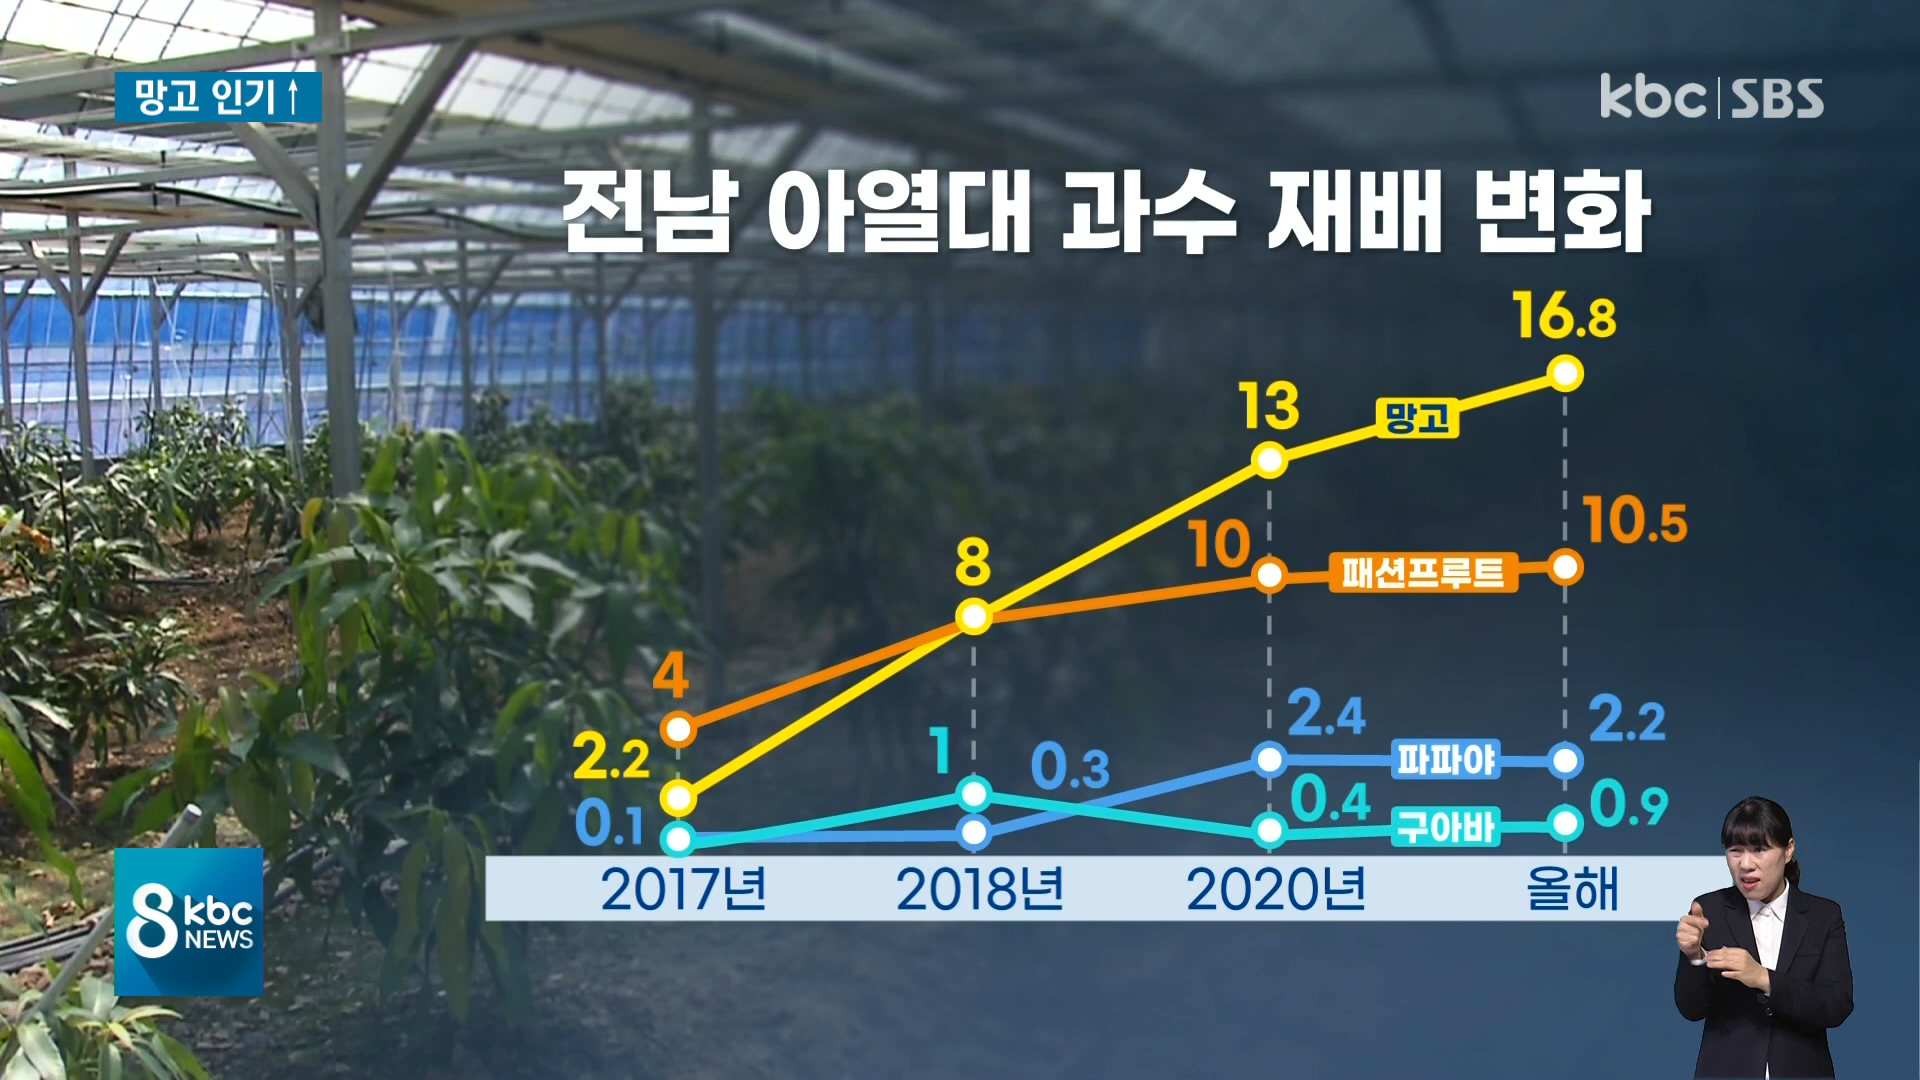 망고 인기↑
kbc SBS
전남 아열대 과수 재배 변화
16.8
13
망고
10.5
10
패션프루트
8
4
2.4
2.2
2.2
1
0.3
파파야
0.1
0.4
0.9
구아바
2017년
2018년
2020년
올해
8 kbc
NEWS